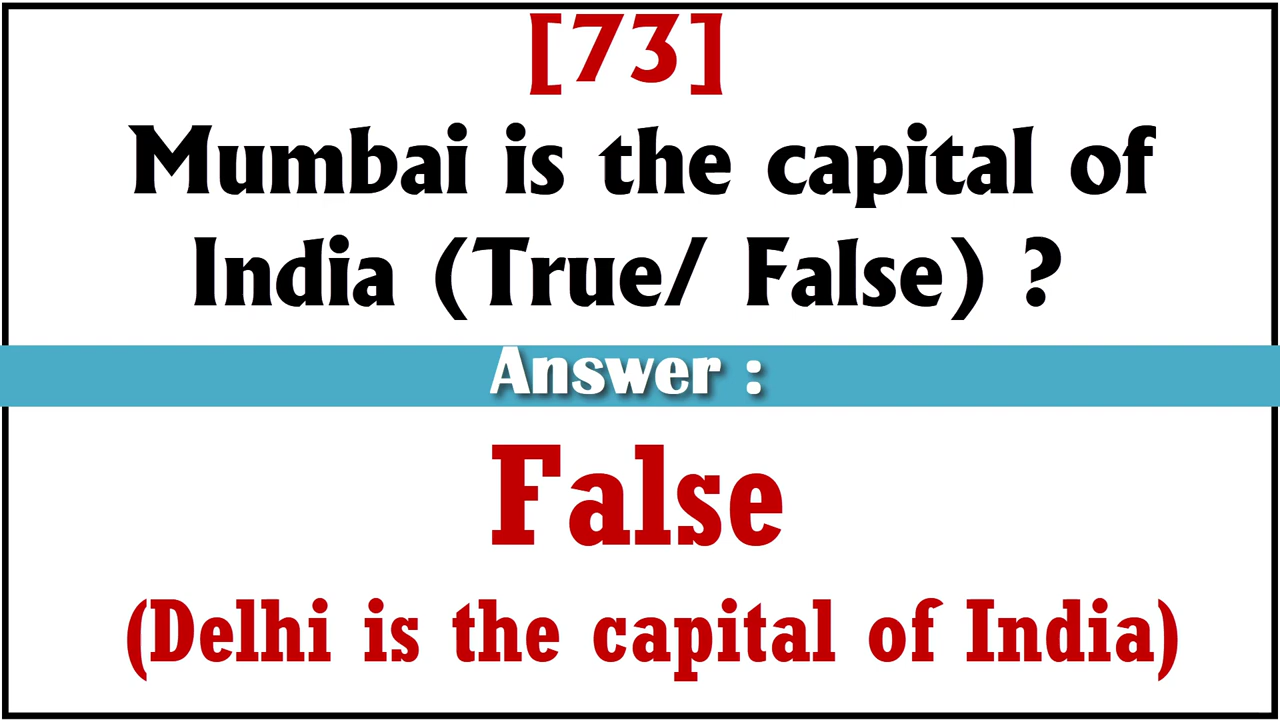 [73]
Mumbai is the capital of
India (True/ False) ?
Answer :
False
(Delhi is the capital of India)